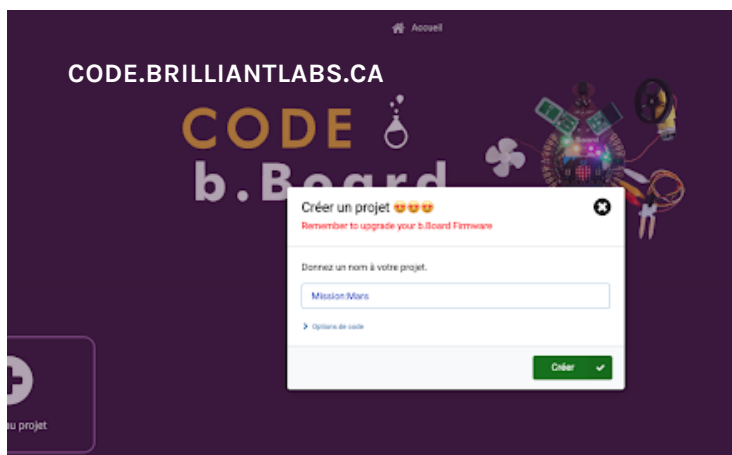 Accueil
CODE.BRILLIANTLABS.CA
CODE
b.Board
Créer un projet
Remember to upgrade your b.Board Firmware
Donnez un nom à votre projet.
Mission:Mars
Options de code
Créer
au projet